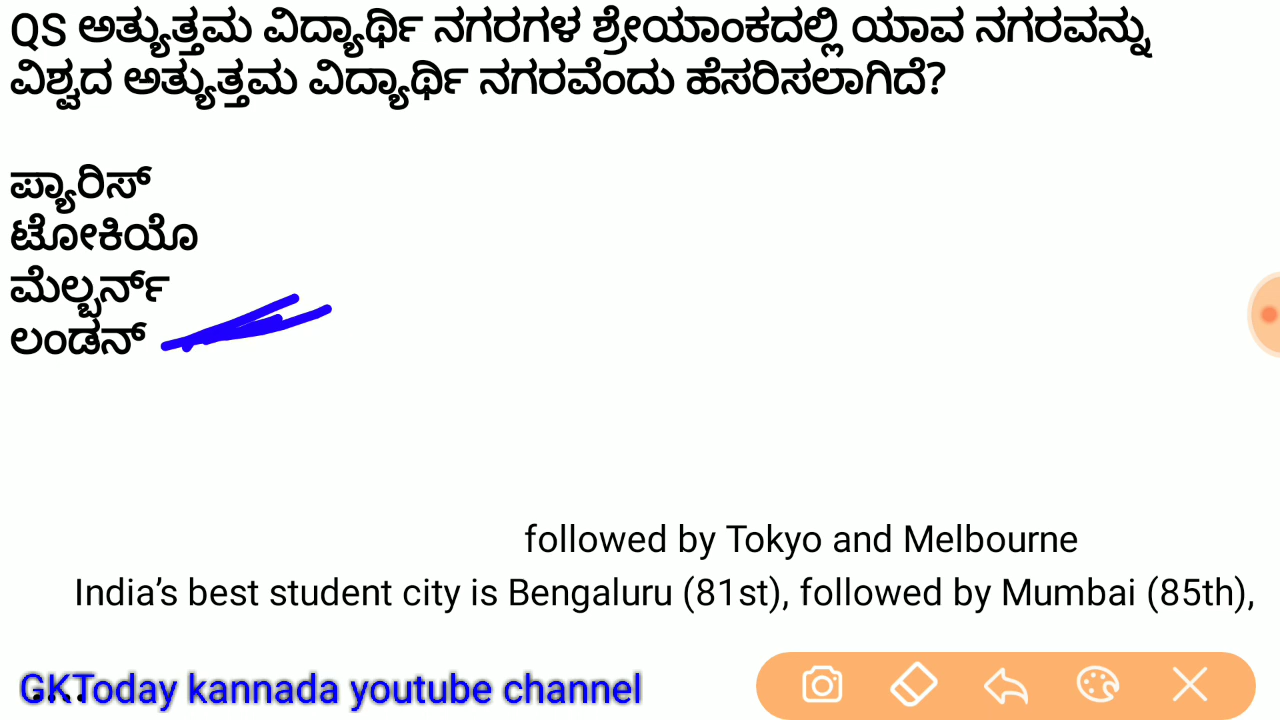 QS ಅತ್ಯುತ್ತಮ ವಿದ್ಯಾರ್ಥಿ ನಗರಗಳ ಶ್ರೇಯಾಂಕದಲ್ಲಿ ಯಾವ ನಗರವನ್ನು
ವಿಶ್ವದ ಅತ್ಯುತ್ತಮ ವಿದ್ಯಾರ್ಥಿ ನಗರವೆಂದು ಹೆಸರಿಸಲಾಗಿದೆ?
ಪ್ಯಾರಿಸ್
ಟೋಕಿಯೊ
ಮೆಲ್ಬರ್ನ್
ಲಂಡನ್
followed by Tokyo and Melbourne
India’s best student city is Bengaluru (81st), followed by Mumbai (85th),
GKToday kannada youtube channel